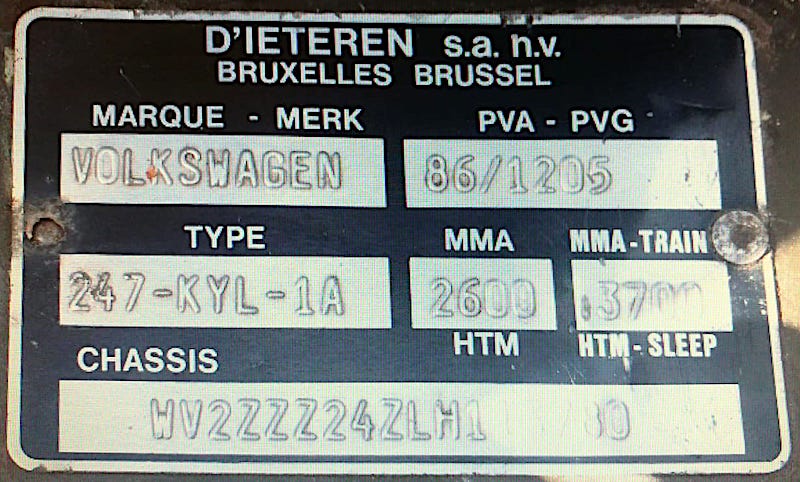 D'IETEREN s.a. n.v.
BRUXELLES BRUSSEL
MARQUE - MERK PVA - PVG
VOLKSWAGEN 86/1205
TYPE MMA MMA-TRAIN
247-KYL-1A 2600 3700
HTM HTM-SLEEP
CHASSIS